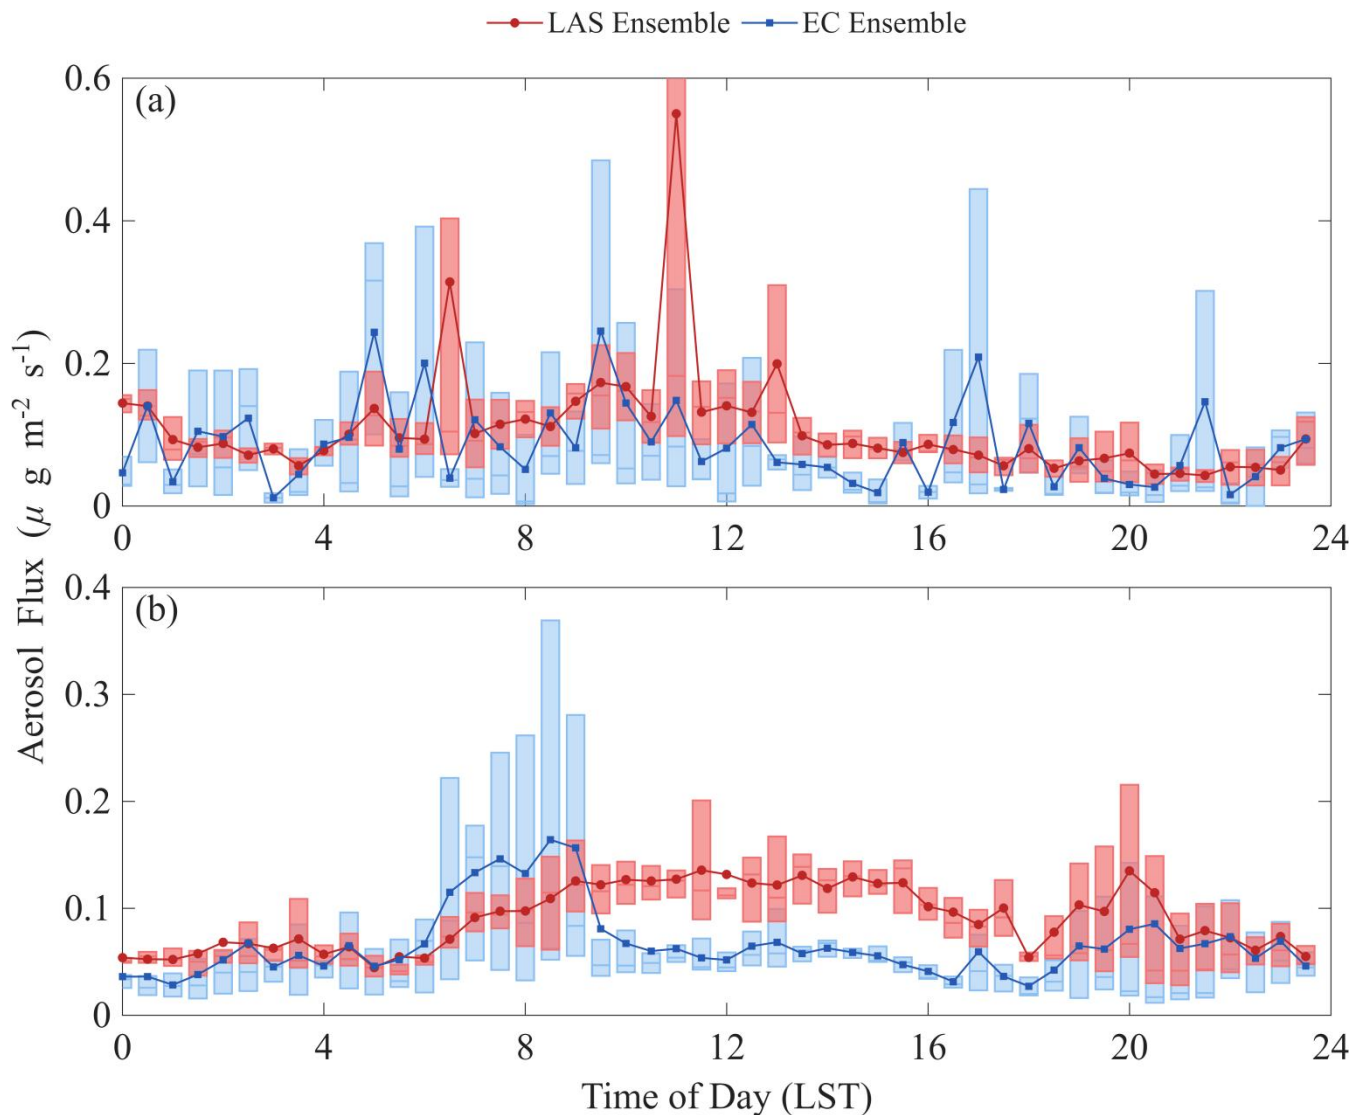 LAS Ensemble EC Ensemble
0.6
(a)
0.4
0.2
0
0 4 8 12 16 20 24
Aerosol Flux (μ g m⁻² s⁻¹)
0.4
(b)
0.3
0.2
0.1
0
0 4 8 12 16 20 24
Time of Day (LST)